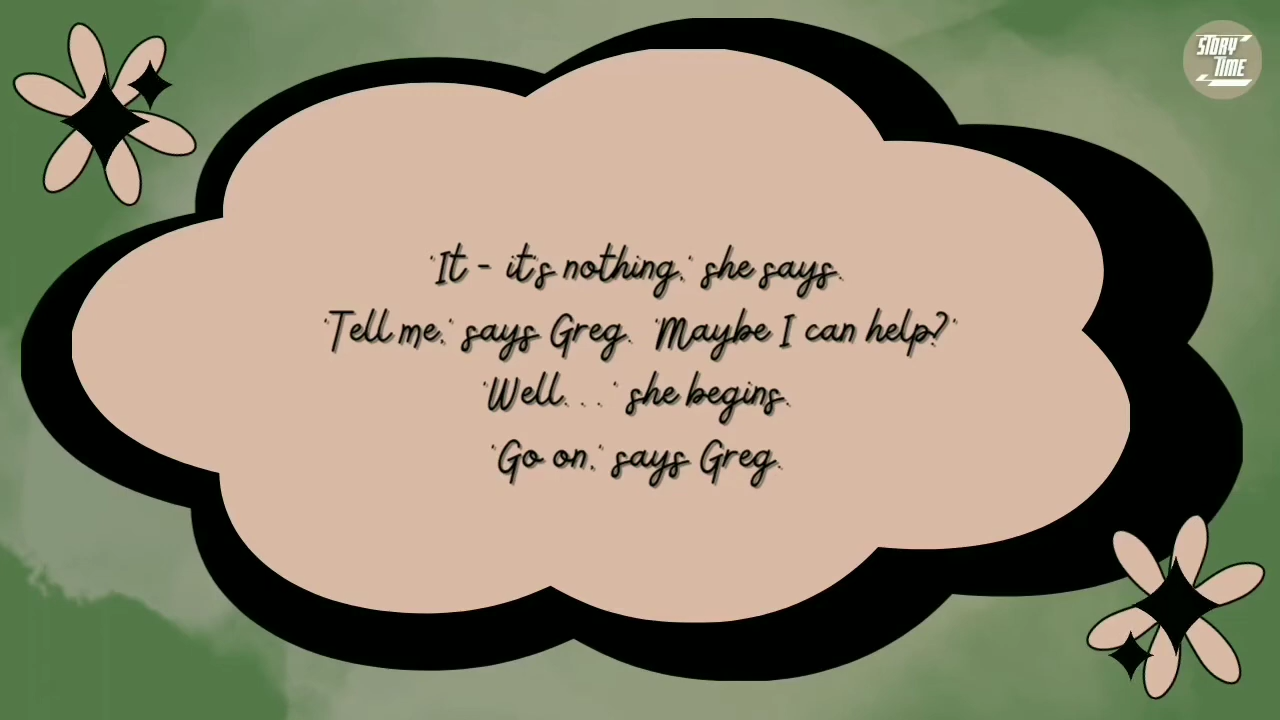 STORY
TIME
'It - it's nothing,' she says.
'Tell me,' says Greg. 'Maybe I can help?'
'Well. . .' she begins.
'Go on,' says Greg.